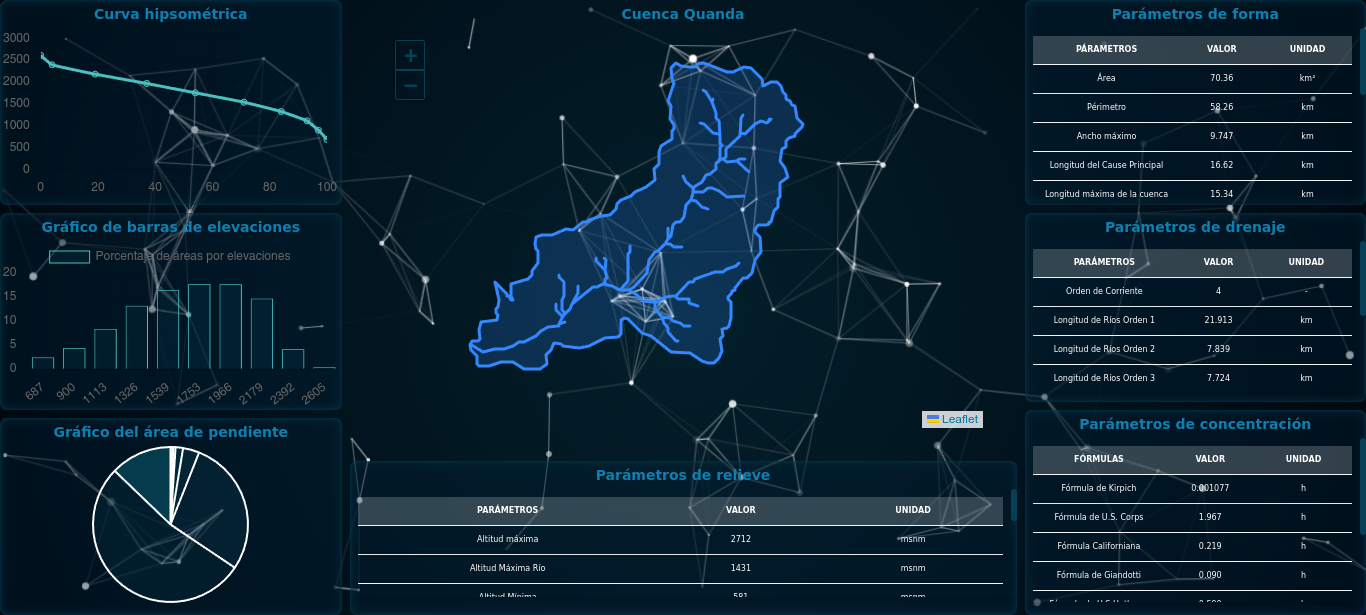 Curva hipsométrica
3000
2500
2000
1500
1000
500
0
0 20 40 60 80 100
Gráfico de barras de elevaciones
Porcentaje de áreas por elevaciones
20
15
10
5
0
687 900 1113 1326 1539 1753 1966 2179 2392 2605
Gráfico del área de pendiente
Cuenca Quanda
+
−
Leaflet
Parámetros de relieve
PARÁMETROS VALOR UNIDAD
Altitud máxima 2712 msnm
Altitud Máxima Río 1431 msnm
Altitud Mínima 581 msnm
Parámetros de forma
PÁRAMETROS VALOR UNIDAD
Área 70.36 km²
Périmetro 58.26 km
Ancho máximo 9.747 km
Longitud del Cause Principal 16.62 km
Longitud máxima de la cuenca 15.34 km
Parámetros de drenaje
PARÁMETROS VALOR UNIDAD
Orden de Corriente 4 -
Longitud de Ríos Orden 1 21.913 km
Longitud de Ríos Orden 2 7.839 km
Longitud de Ríos Orden 3 7.724 km
Parámetros de concentración
FÓRMULAS VALOR UNIDAD
Fórmula de Kirpich 0.001077 h
Fórmula de U.S. Corps 1.967 h
Fórmula Californiana 0.219 h
Fórmula de Giandotti 0.090 h